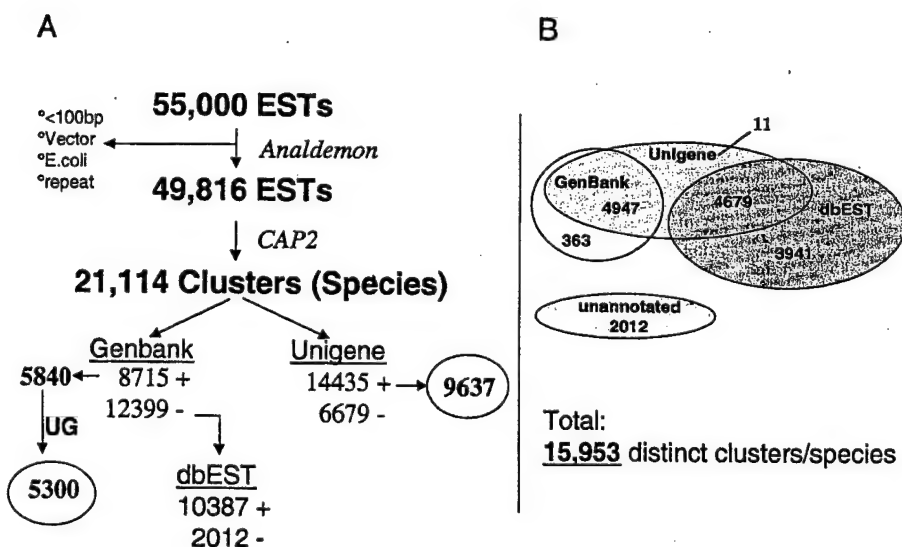 A
55,000 ESTs
°<100bp
°Vector
°E.coli
°repeat
Analdemon
49,816 ESTs
CAP2
21,114 Clusters (Species)
Genbank
5840
8715 +
12399 -
UG
5300
dbEST
10387 +
2012 -
Unigene
14435 +
6679 -
9637
B
11
Unigene
GenBank
4947
4679
dbEST
363
3941
unannotated
2012
Total:
15,953 distinct clusters/species